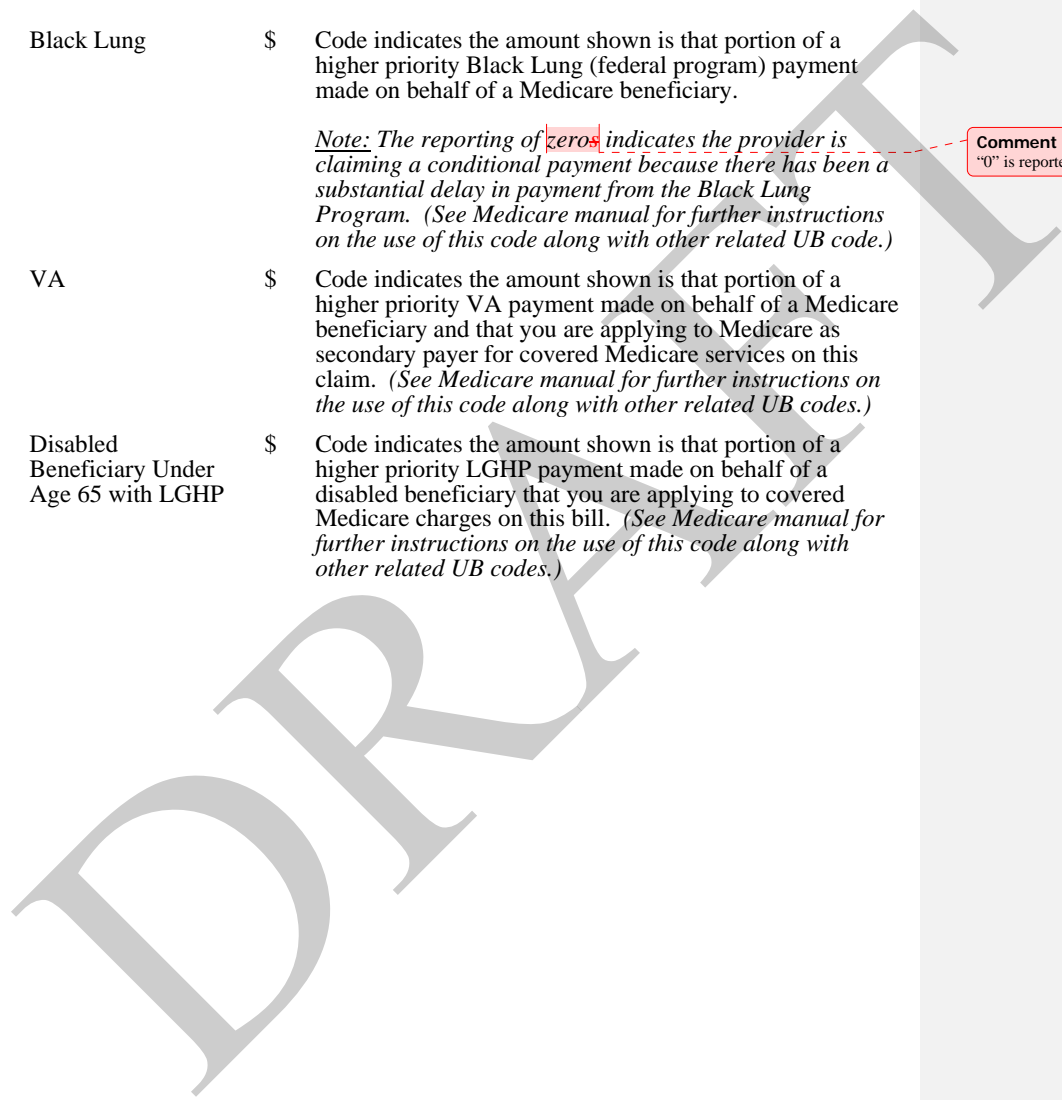 Black Lung $ Code indicates the amount shown is that portion of a
higher priority Black Lung (federal program) payment
made on behalf of a Medicare beneficiary.
Note: The reporting of zeros indicates the provider is
claiming a conditional payment because there has been a
substantial delay in payment from the Black Lung
Program. (See Medicare manual for further instructions
on the use of this code along with other related UB code.)
Comment
“0” is reporte
VA $ Code indicates the amount shown is that portion of a
higher priority VA payment made on behalf of a Medicare
beneficiary and that you are applying to Medicare as
secondary payer for covered Medicare services on this
claim. (See Medicare manual for further instructions on
the use of this code along with other related UB codes.)
Disabled $ Code indicates the amount shown is that portion of a
Beneficiary Under higher priority LGHP payment made on behalf of a
Age 65 with LGHP disabled beneficiary that you are applying to covered
Medicare charges on this bill. (See Medicare manual for
further instructions on the use of this code along with
other related UB codes.)
DRAFT